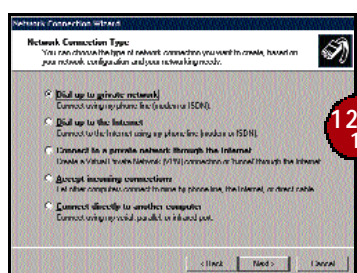 Network Connection Wizard
Network Connection Type
You can choose the type of network connection you want to create, based on
your network configuration and your networking needs.
Dial up to private network
Connect using my phone line (modem or ISDN).
Dial up to the Internet
Connect to the Internet using my phone line (modem or ISDN).
Connect to a private network through the Internet
Create a Virtual Private Network (VPN) connection or 'tunnel' through the Internet
Accept incoming connections
Let other computers connect to mine by phone line, the Internet, or direct cable.
Connect directly to another computer
Connect using my serial, parallel, or infrared port.
< Back
Next >
Cancel
12
1